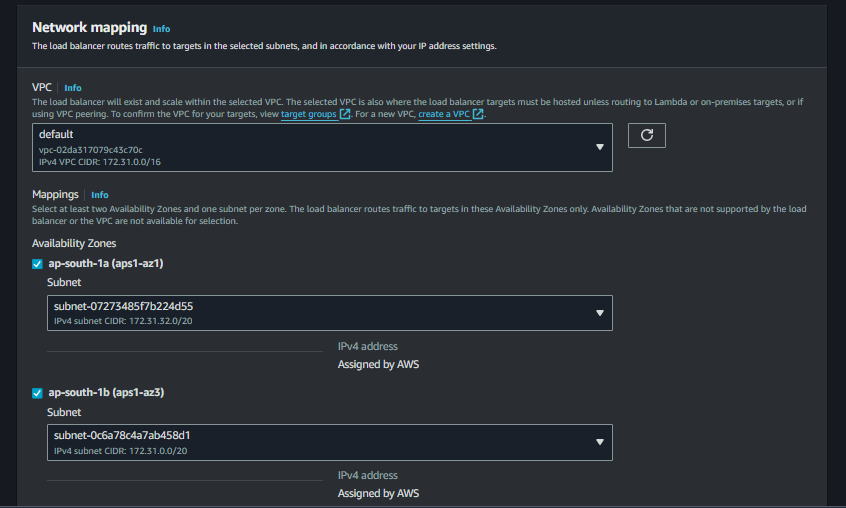 Network mapping Info
The load balancer routes traffic to targets in the selected subnets, and in accordance with your IP address settings.
VPC Info
The load balancer will exist and scale within the selected VPC. The selected VPC is also where the load balancer targets must be hosted unless routing to Lambda or on-premises targets, or if
using VPC peering. To confirm the VPC for your targets, view target groups. For a new VPC, create a VPC.
default
vpc-02da317079c43c70c
IPv4 VPC CIDR: 172.31.0.0/16
Mappings Info
Select at least two Availability Zones and one subnet per zone. The load balancer routes traffic to targets in these Availability Zones only. Availability Zones that are not supported by the load
balancer or the VPC are not available for selection.
Availability Zones
ap-south-1a (aps1-az1)
Subnet
subnet-07273485f7b224d55
IPv4 subnet CIDR: 172.31.32.0/20
IPv4 address
Assigned by AWS
ap-south-1b (aps1-az3)
Subnet
subnet-0c6a78c4a7ab458d1
IPv4 subnet CIDR: 172.31.0.0/20
IPv4 address
Assigned by AWS